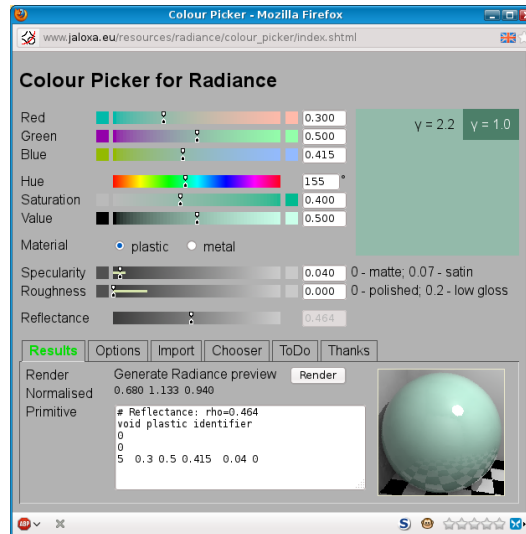 Colour Picker - Mozilla Firefox
www.jaloxa.eu/resources/radiance/colour_picker/index.shtml
Colour Picker for Radiance
Red 0.300
Green 0.500
Blue 0.415
γ = 2.2 γ = 1.0
Hue 155 °
Saturation 0.400
Value 0.500
Material plastic metal
Specularity 0.040 0 - matte; 0.07 - satin
Roughness 0.000 0 - polished; 0.2 - low gloss
Reflectance 0.464
Results Options Import Chooser ToDo Thanks
Render Generate Radiance preview Render
Normalised 0.680 1.133 0.940
Primitive
# Reflectance: rho=0.464
void plastic identifier
0
0
5 0.3 0.5 0.415 0.04 0
ABP S